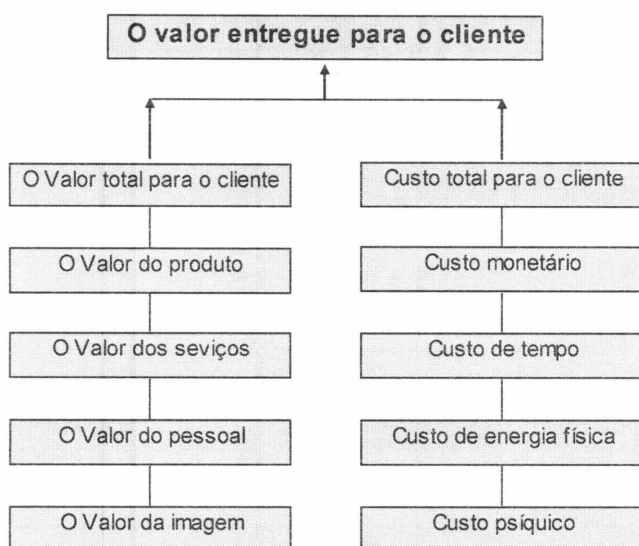 O valor entregue para o cliente
O Valor total para o cliente
O Valor do produto
O Valor dos seviços
O Valor do pessoal
O Valor da imagem
Custo total para o cliente
Custo monetário
Custo de tempo
Custo de energia física
Custo psíquico